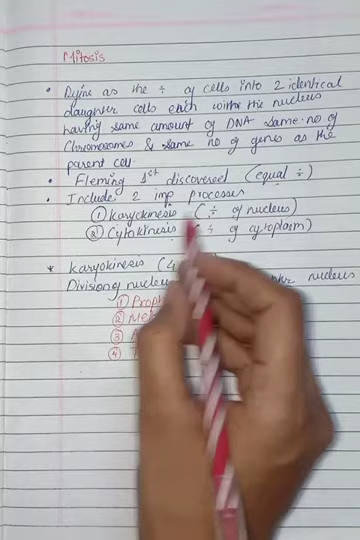 Mitosis
• Define as the ÷ of cells into 2 identical
daughter cells each with the nucleus
having same amount of DNA same no of
Chromosomes & same no of genes as the
parent cell.
• Fleming 1st discovered (equal ÷)
• Include 2 imp processes
① Karyokinesis (÷ of nucleus)
② Cytokinesis (÷ of cytoplasm)
* Karyokinesis (4
Division of nucleus nucleus
① Proph
② Met
③ A
④ T